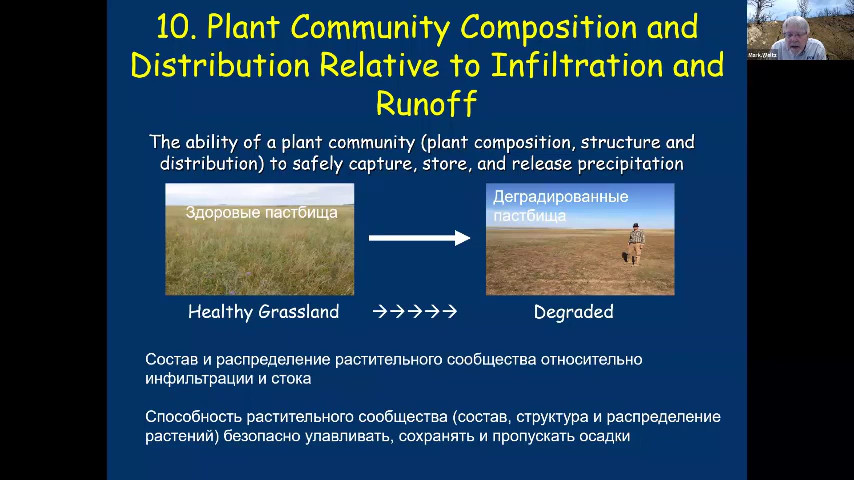 10. Plant Community Composition and
Distribution Relative to Infiltration and
Runoff
Mark Weltz
The ability of a plant community (plant composition, structure and
distribution) to safely capture, store, and release precipitation
Здоровые пастбища
Деградированные
пастбища
Healthy Grassland →→→→→ Degraded
Состав и распределение растительного сообщества относительно
инфильтрации и стока
Способность растительного сообщества (состав, структура и распределение
растений) безопасно улавливать, сохранять и пропускать осадки